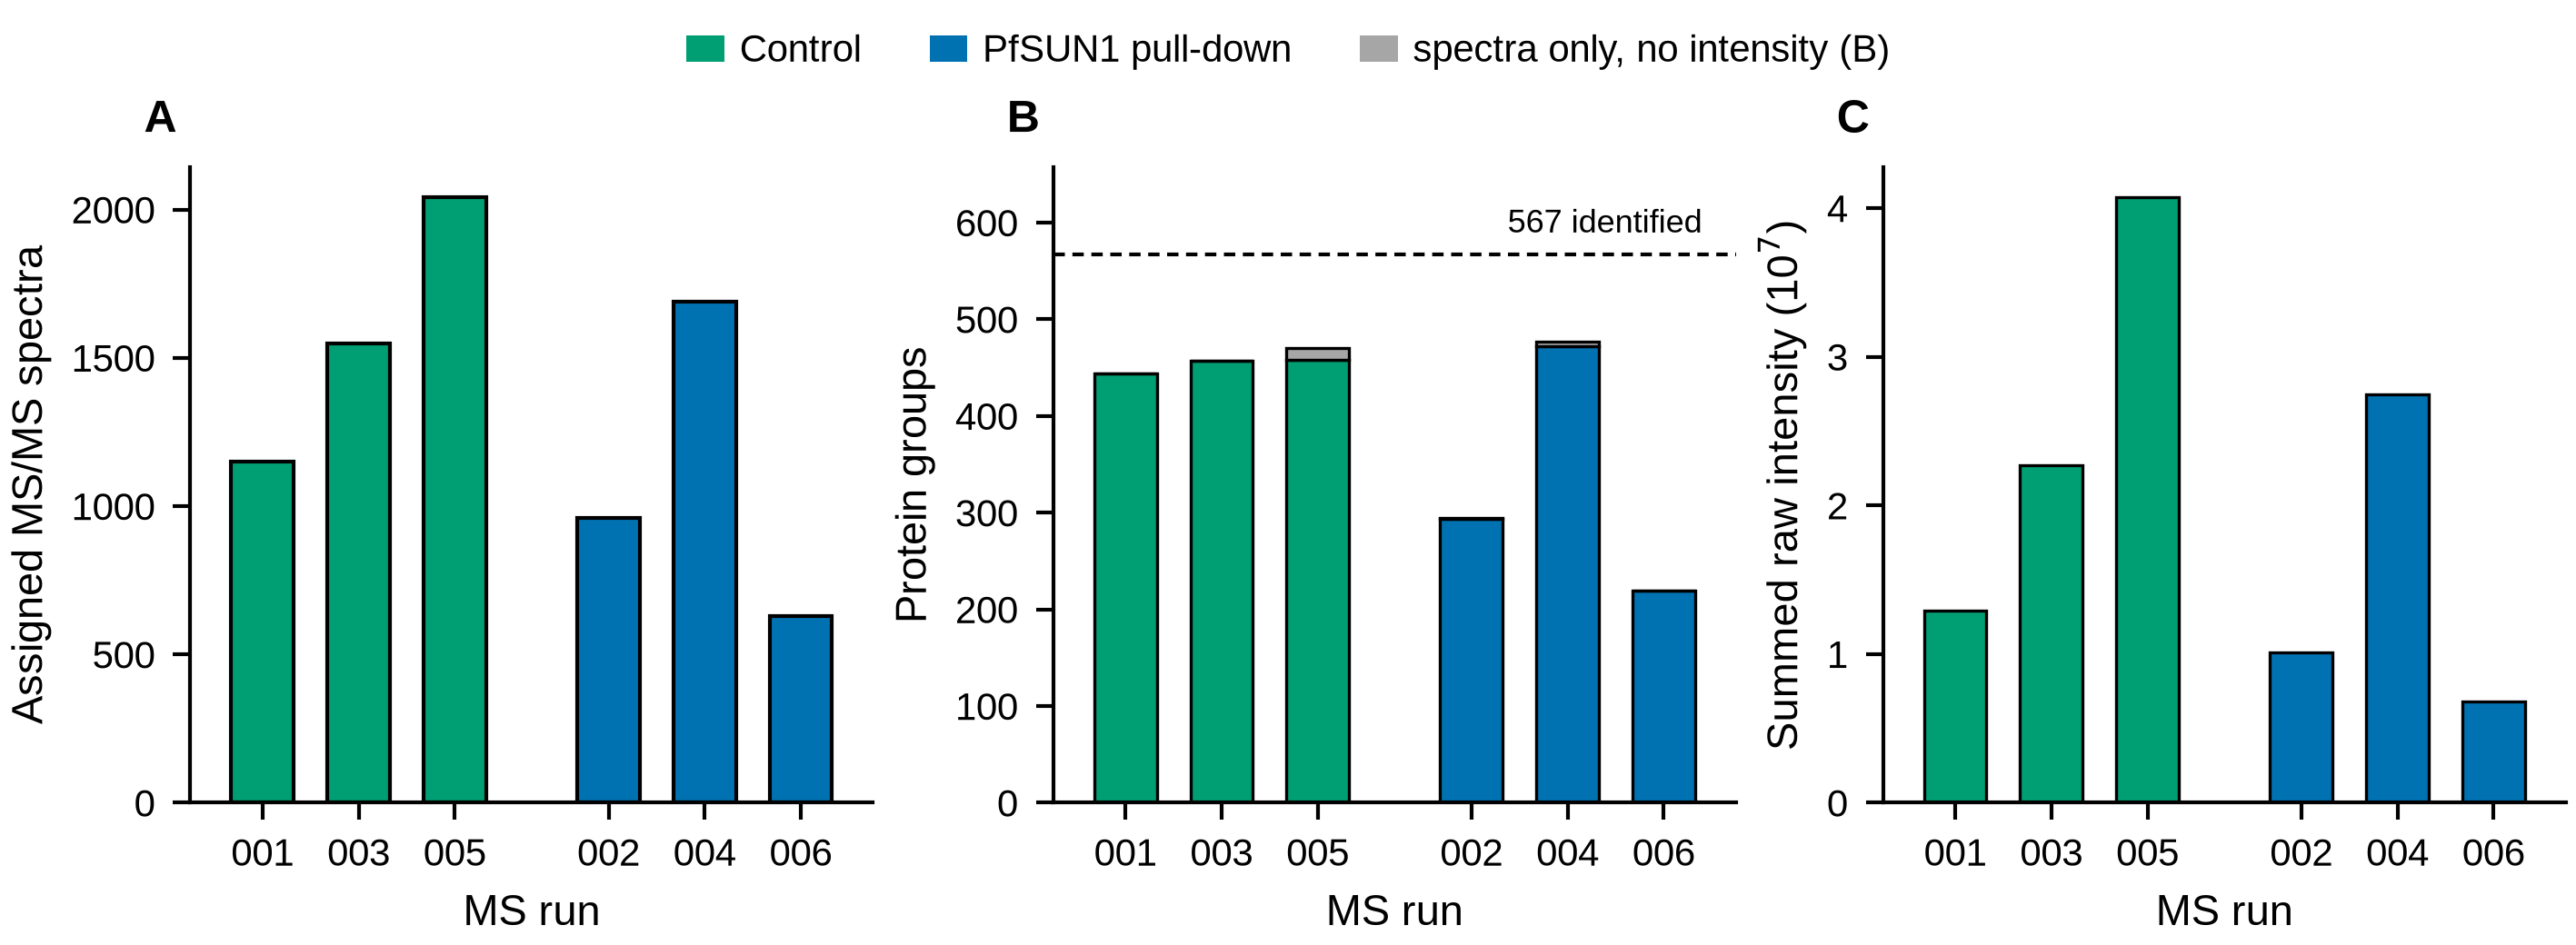 Control
PfSUN1 pull-down
spectra only, no intensity (B)
A
Assigned MS/MS spectra
2000
1500
1000
500
0
001 003 005 002 004 006
MS run
B
Protein groups
600
500
400
300
200
100
0
567 identified
001 003 005 002 004 006
MS run
C
Summed raw intensity (10⁷)
4
3
2
1
0
001 003 005 002 004 006
MS run